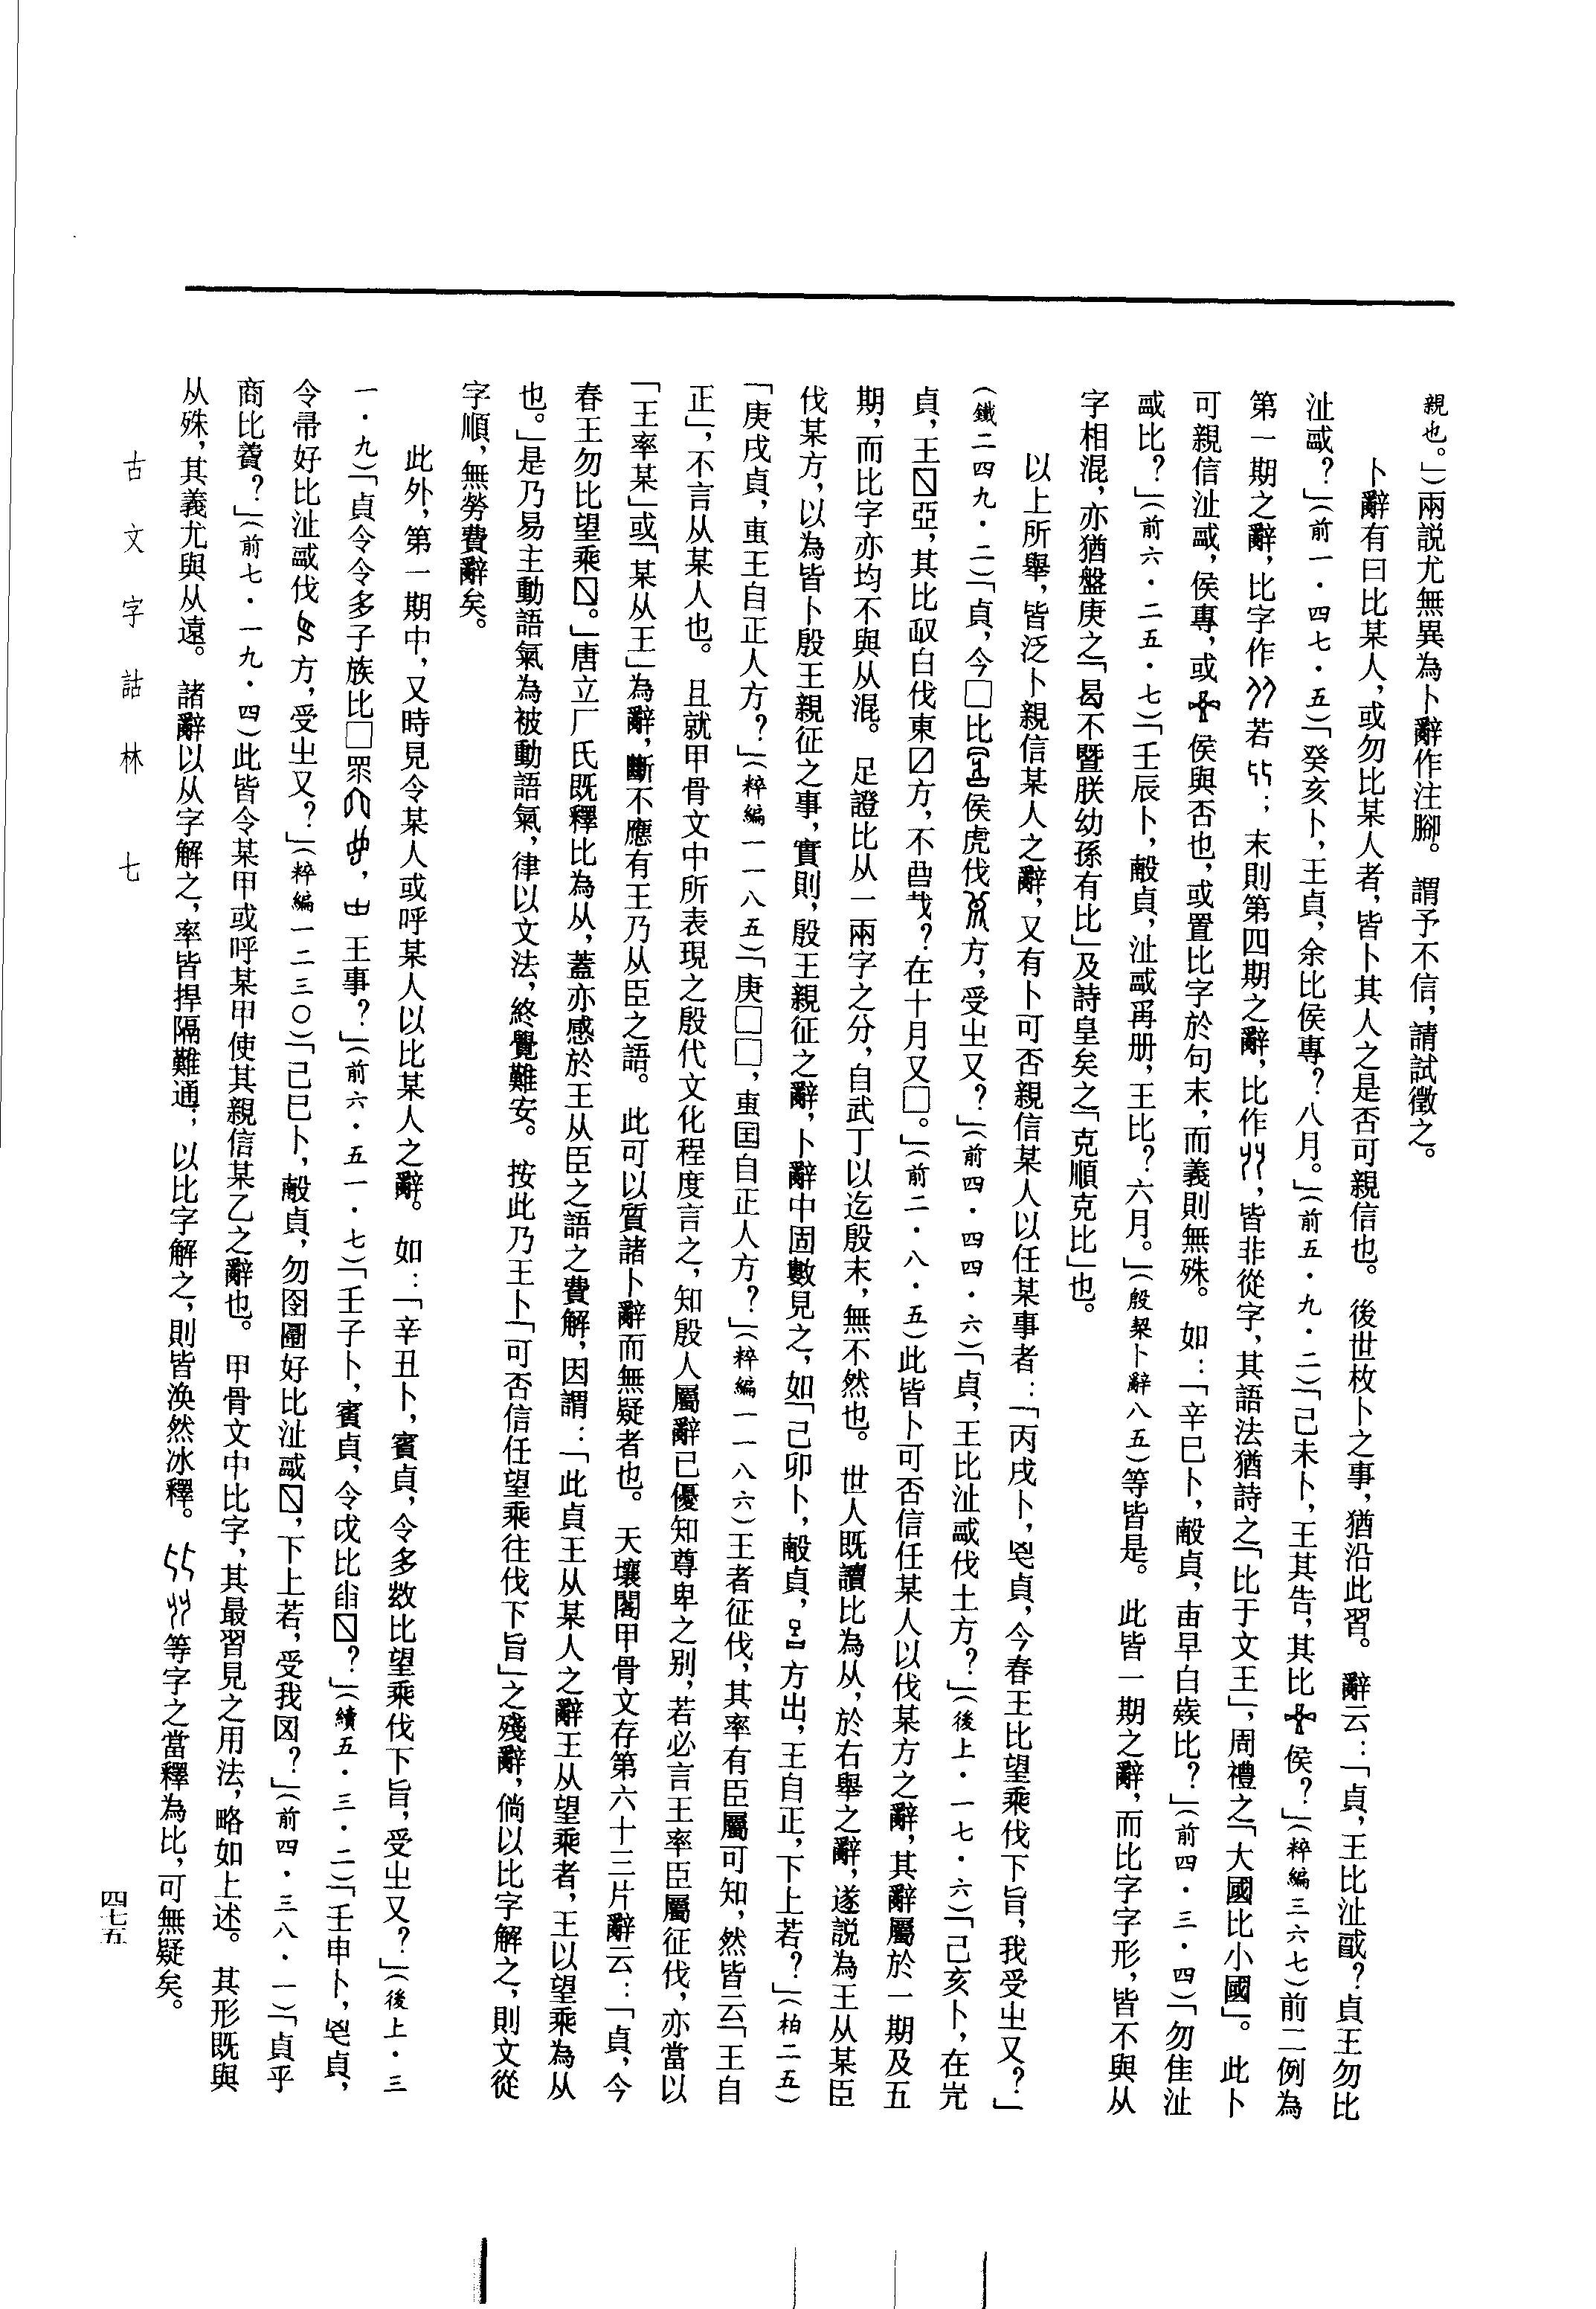 親也。」）兩説尤無異為卜辭作注腳。謂予不信，請試徵之。
卜辭有曰比某人，或勿比某人者，皆卜其人之是否可親信也。後世枚卜之事，猶沿此習。辭云：「貞，王比沚䤋？貞王勿比
沚䤋？」（前一·四七·五）「癸亥卜，王貞，余比侯專？八月。」（前五·九·二）「己未卜，王其告，其比侯？」（粹編三六七）前二例為
第一期之辭，比字作若；末則第四期之辭，比作，皆非從字，其語法猶詩之「比于文王」，周禮之「大國比小國」。此卜
可親信沚䤋，侯專，或侯與否也，或置比字於句末，而義則無殊。如：「辛巳卜，㱿貞，早白比？」（前四·三·四）「勿隹沚
䤋比？」（前六·二五·七）「壬辰卜，㱿貞，沚䤋爯册，王比？六月。」（殷栔卜辭八五）等皆是。此皆一期之辭，而比字字形，皆不與从
字相混，亦猶盤庚之「曷不暨朕幼孫有比」及詩皇矣之「克順克比」也。
以上所舉，皆泛卜親信某人之辭，又有卜可否親信某人以任某事者：「丙戌卜，貞，今春王比望乘伐下旨，我受㞢又？」
（鐵二四九·二）「貞，今□比侯虎伐方，受㞢又？」（前四·四四·六）「貞，王比沚䤋伐土方？」（後上·一七·六）「己亥卜，在
貞，王亞，其比白伐東方，不𢦔？在十月又□。」（前二·八·五）此皆卜可否信任某人以伐某方之辭，其辭屬於一期及五
期，而比字亦均不與从混。足證比从一兩字之分，自武丁以迄殷末，無不然也。世人既讀比為从，於右舉之辭，遂説為王从某臣
伐某方，以為皆卜殷王親征之事，實則，殷王親征之辭，卜辭中固數見之，如「己卯卜，㱿貞，方出，王自正，下上若？」（柏二五）
「庚戌貞，叀王自正人方？」（粹編一一八五）「庚□□，叀自正人方？」（粹編一一八六）王者征伐，其率有臣屬可知，然皆云「王自
正」，不言从某人也。且就甲骨文中所表現之殷代文化程度言之，知殷人屬辭已優知尊卑之別，若必言王率臣屬征伐，亦當以
「王率某」或「某从王」為辭，斷不應有王乃从臣之語。此可以質諸卜辭而無疑者也。天壤閣甲骨文存第六十三片辭云：「貞，今
春王勿比望乘。」唐立厂氏既釋比為从，蓋亦感於王从臣之語之費解，因謂：「此貞王从某人之辭王从望乘者，王以望乘為从
也。」是乃易主動語氣為被動語氣，律以文法，終覺難安。按此乃王卜「可否信任望乘往伐下旨」之殘辭，倘以比字解之，則文從
字順，無勞費辭矣。
此外，第一期中，又時見令某人或呼某人以比某人之辭。如：「辛丑卜，賓貞，令多比望乘伐下旨，受㞢又？」（後上·三
一·九）「貞令令多子族比□眔，王事？」（前六·五一·七）「壬子卜，賓貞，令戉比？」（續五·三·二）「壬申卜，貞，
令帚好比沚䤋伐方，受㞢又？」（粹編一二三〇）「己巳卜，㱿貞，勿好比沚䤋，下上若，受我？」（前四·三八·一）「貞乎
商比？」（前七·一九·四）此皆令某甲或呼某甲使其親信某乙之辭也。甲骨文中比字，其最習見之用法，略如上述。其形既與
从殊，其義尤與从遠。諸辭以从字解之，率皆捍隔難通；以比字解之，則皆渙然冰釋。等字之當釋為比，可無疑矣。
古文字詁林 七
四七五